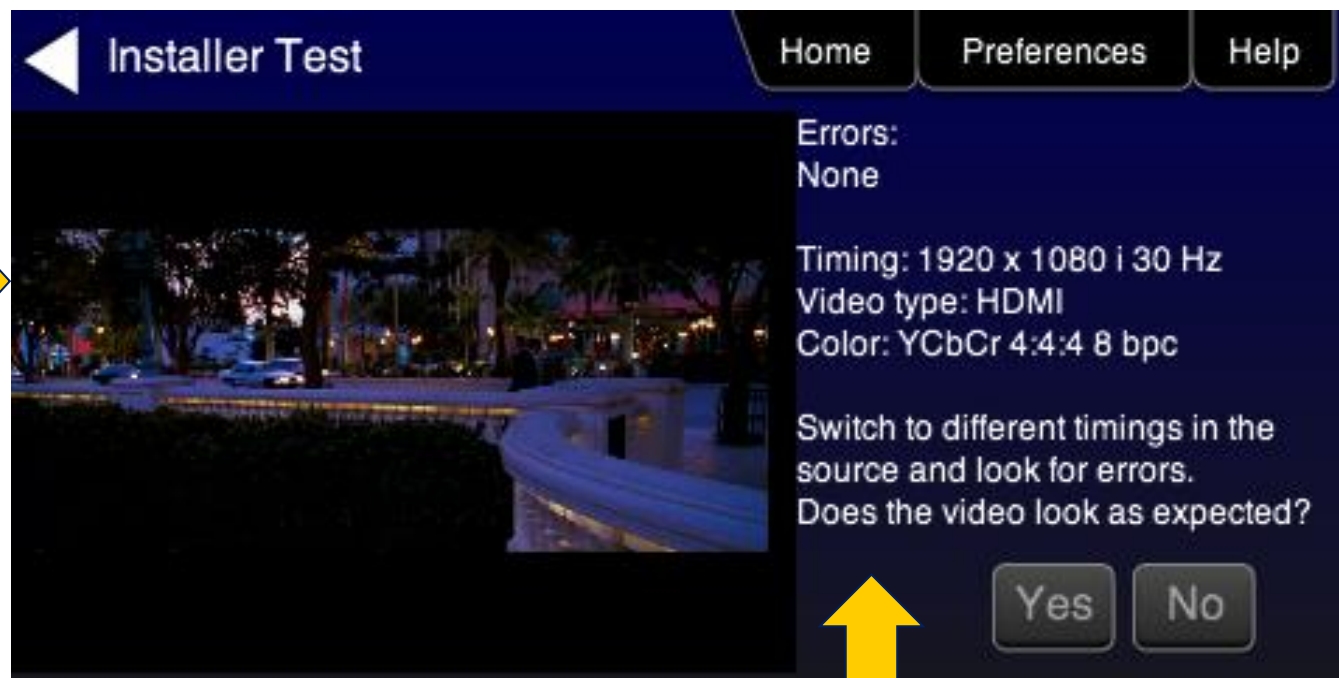 Installer Test
Home
Preferences
Help
Errors:
None
Timing: 1920 x 1080 i 30 Hz
Video type: HDMI
Color: YCbCr 4:4:4 8 bpc
Switch to different timings in the
source and look for errors.
Does the video look as expected?
Yes
No